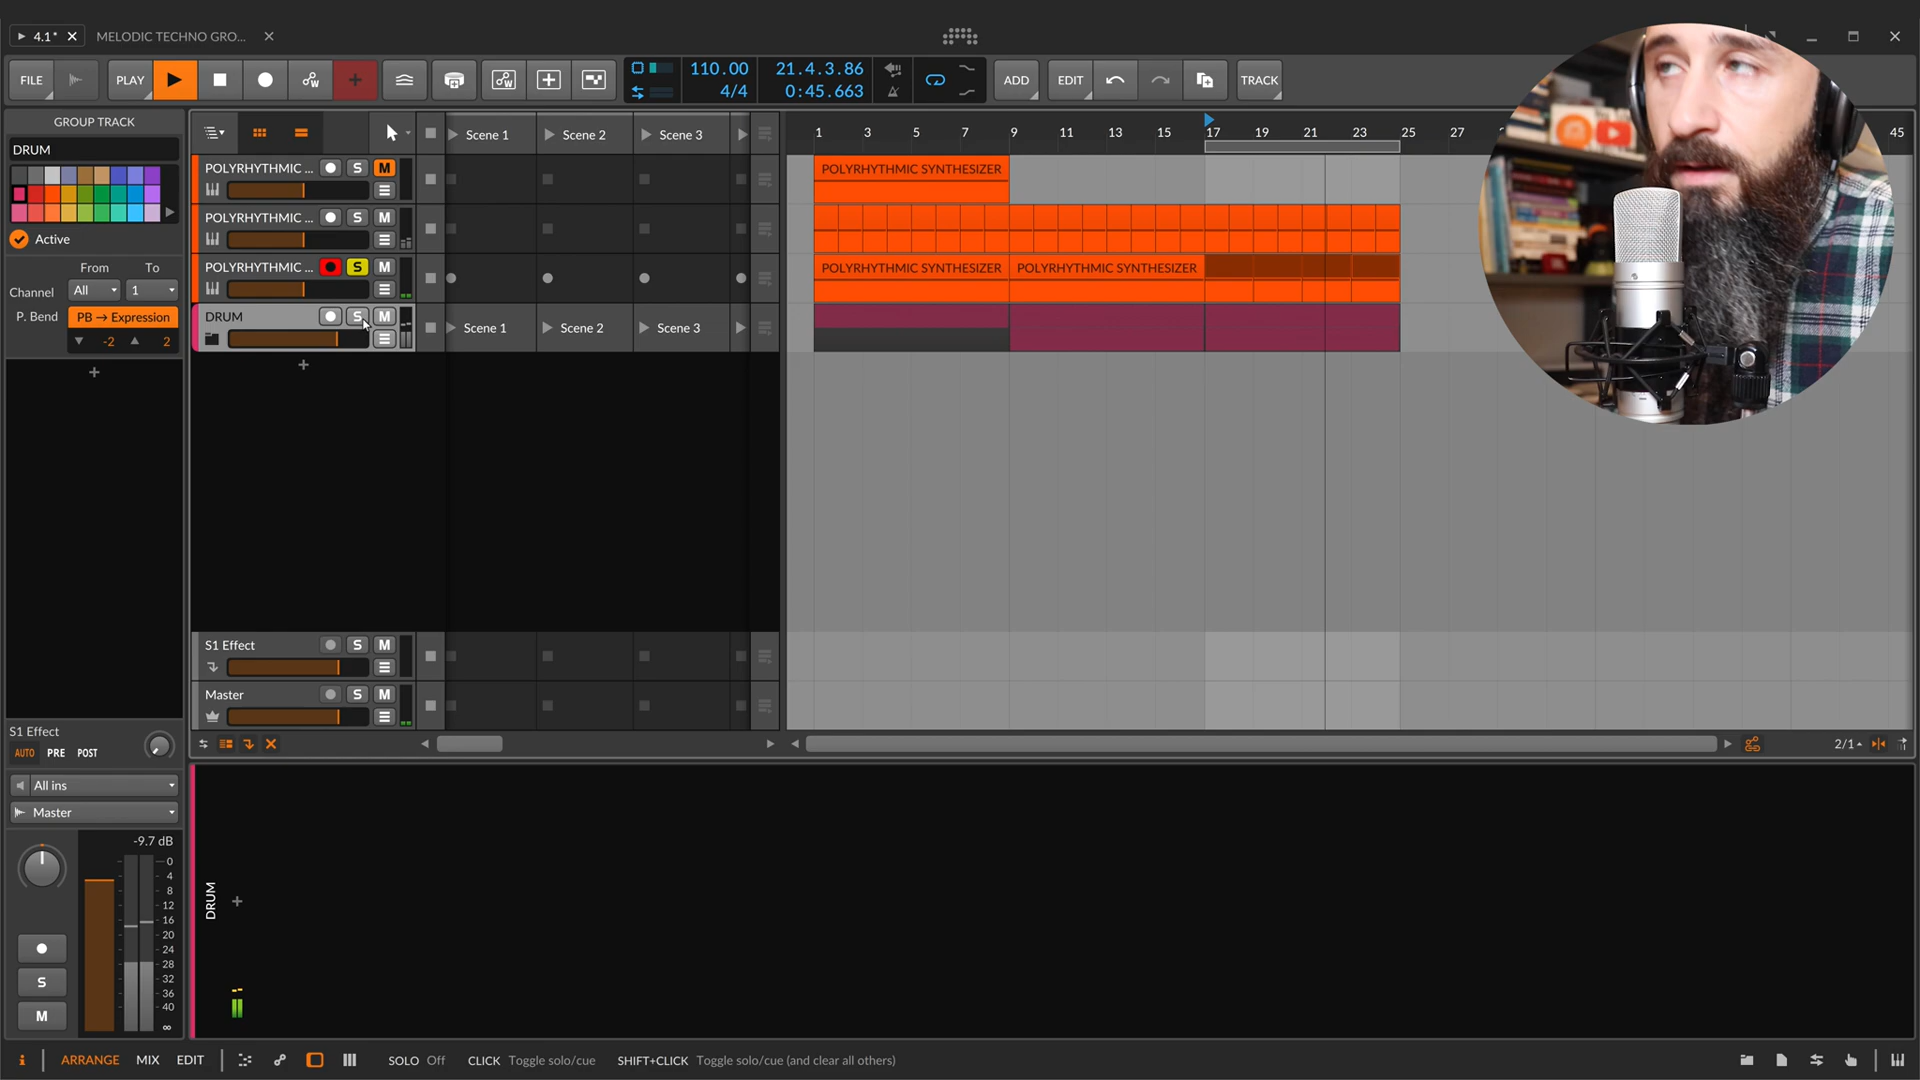 4.1*
MELODIC TECHNO GRO...
FILE
PLAY
110.00
4/4
21.4.3.86
0:45.663
ADD
EDIT
TRACK
GROUP TRACK
DRUM
Active
From To
Channel All 1
P. Bend PB → Expression
-2 2
Scene 1 Scene 2 Scene 3
1 3 5 7 9 11 13 15 17 19 21 23 25 27 45
POLYRHYTHMIC ... S M
POLYRHYTHMIC SYNTHESIZER
POLYRHYTHMIC ... S M
POLYRHYTHMIC ... S M
POLYRHYTHMIC SYNTHESIZER POLYRHYTHMIC SYNTHESIZER
DRUM S M
Scene 1 Scene 2 Scene 3
S1 Effect S M
Master S M
2/1
S1 Effect
AUTO PRE POST
All ins
Master
-9.7 dB
0
4
8
12
16
20
24
28
32
36
40
∞
S
M
DRUM
i ARRANGE MIX EDIT
SOLO Off CLICK Toggle solo/cue SHIFT+CLICK Toggle solo/cue (and clear all others)